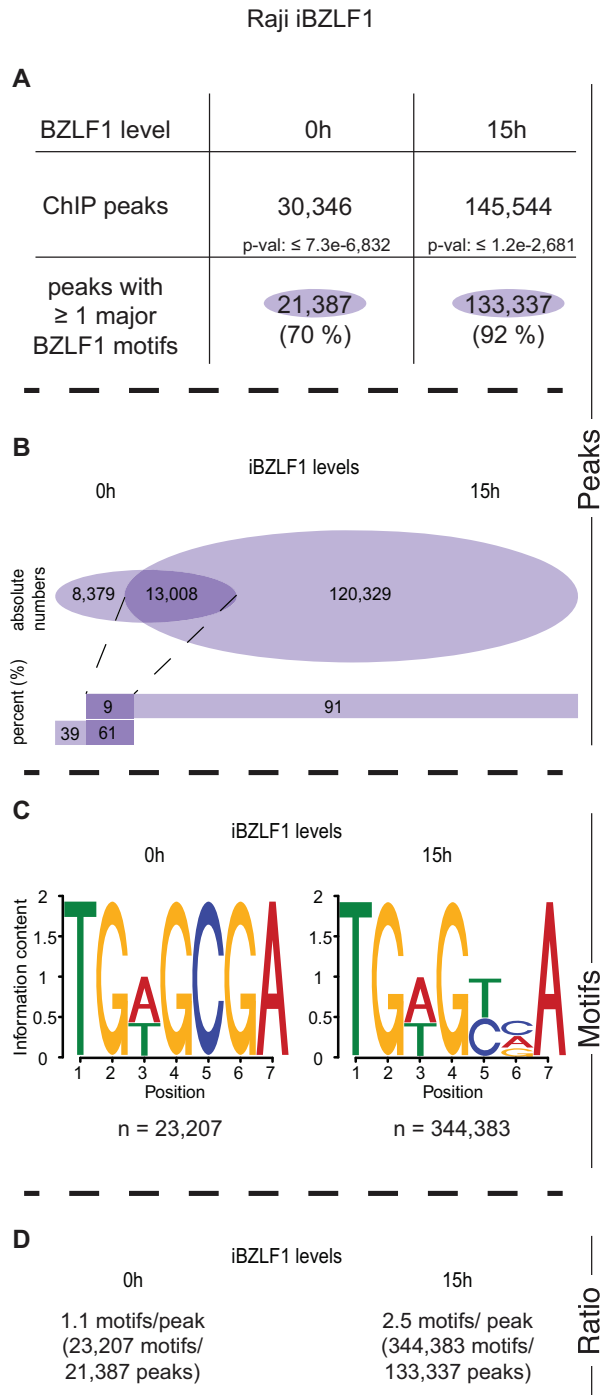 Raji iBZLF1
A
BZLF1 level 0h 15h
ChIP peaks 30,346 145,544
p-val: ≤ 7.3e-6,832 p-val: ≤ 1.2e-2,681
peaks with
≥ 1 major
BZLF1 motifs
21,387 133,337
(70 %) (92 %)
Peaks
B
iBZLF1 levels
0h 15h
absolute
numbers
8,379 13,008 120,329
percent (%)
9 91
39 61
C
iBZLF1 levels
0h 15h
Information content
2
1.5
1
0.5
0
T G A T G C G A
1 2 3 4 5 6 7
Position
n = 23,207
2
1.5
1
0.5
0
T G A T G T C C A G A
1 2 3 4 5 6 7
Position
n = 344,383
Motifs
D
iBZLF1 levels
0h 15h
1.1 motifs/peak
(23,207 motifs/
21,387 peaks)
2.5 motifs/ peak
(344,383 motifs/
133,337 peaks)
Ratio